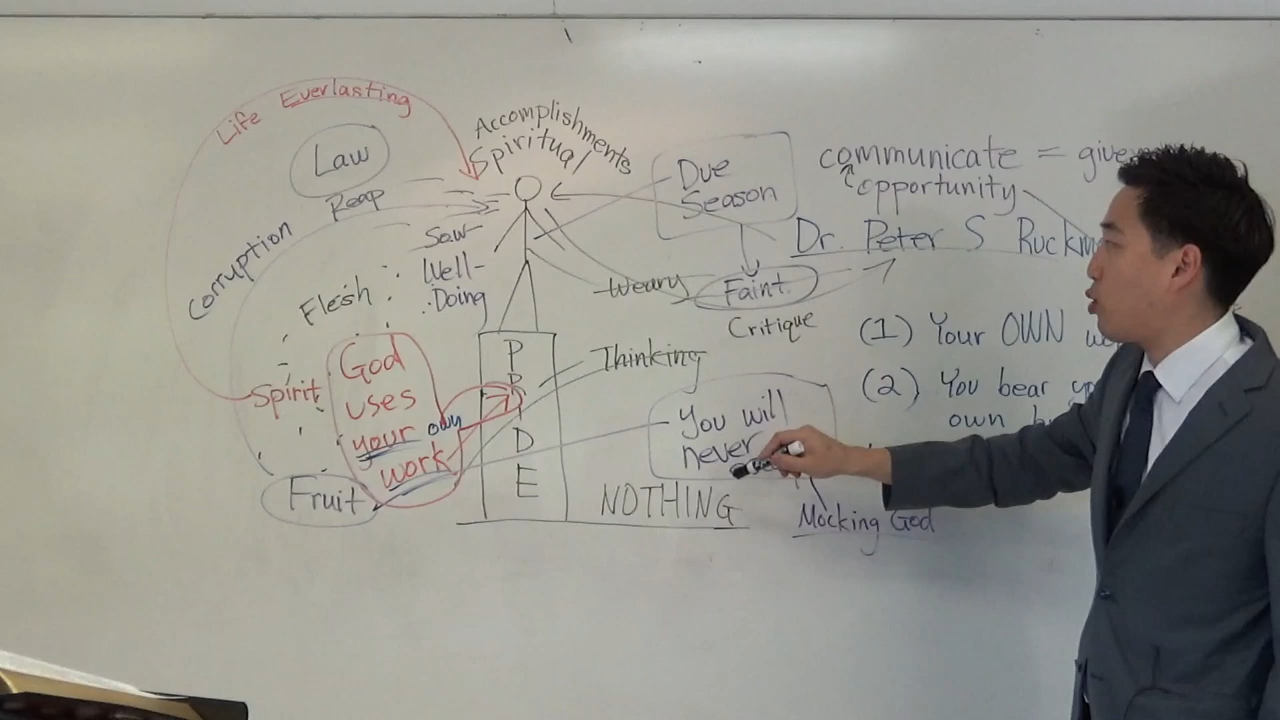 Life Everlasting
Law
Reap
Corruption
Flesh
Sow
Well-
Doing
Accomplishments
Spiritual
Due
Season
communicate = give
opportunity
Dr. Peter S
Weary
Faint
Critique
(1) Your OWN
(2) You bear
own
Thinking
P
R
I
D
E
Spirit
God
uses
your own
work
Fruit
You will
never
NOTHING
Mocking God